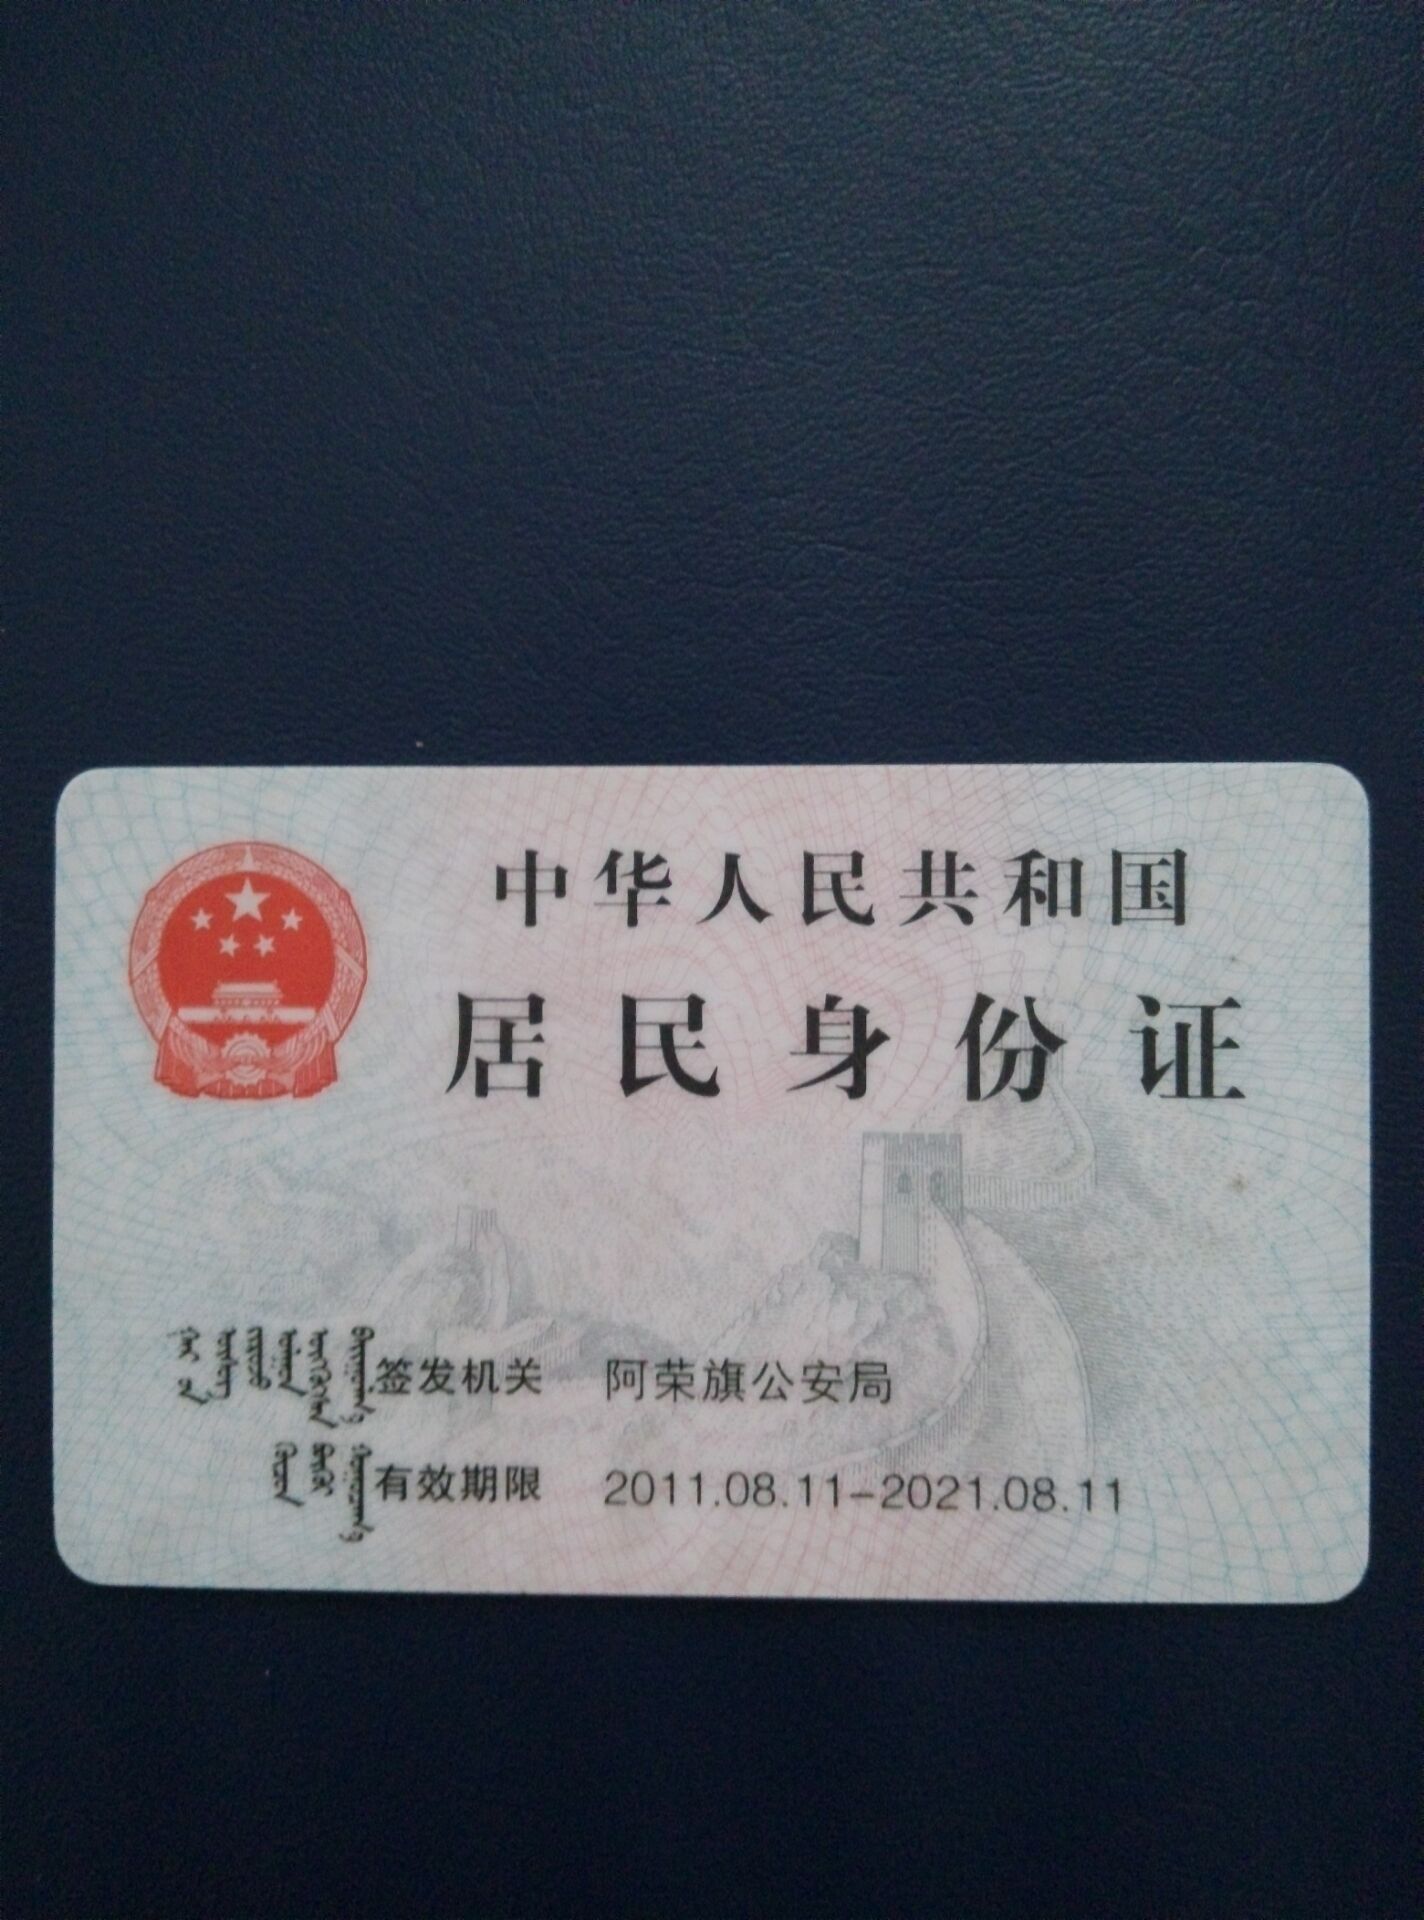 中华人民共和国
居民身份证
签发机关 阿荣旗公安局
有效期限 2011.08.11-2021.08.11